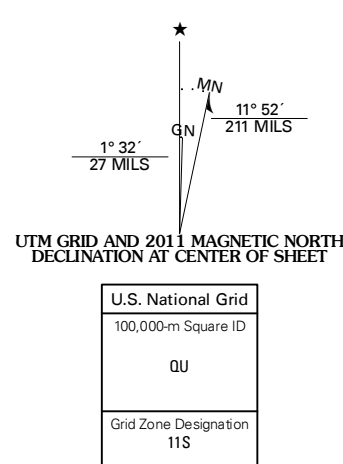 ★
MN
GN
11° 52´
211 MILS
1° 32´
27 MILS
UTM GRID AND 2011 MAGNETIC NORTH
DECLINATION AT CENTER OF SHEET
U.S. National Grid
100,000-m Square ID
QU
Grid Zone Designation
11S